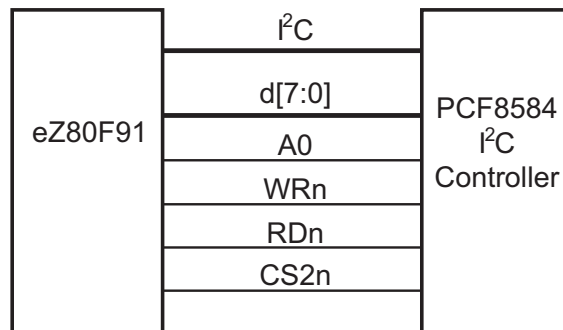 I²C
d[7:0]
eZ80F91
A0
WRn
RDn
CS2n
PCF8584
I²C
Controller